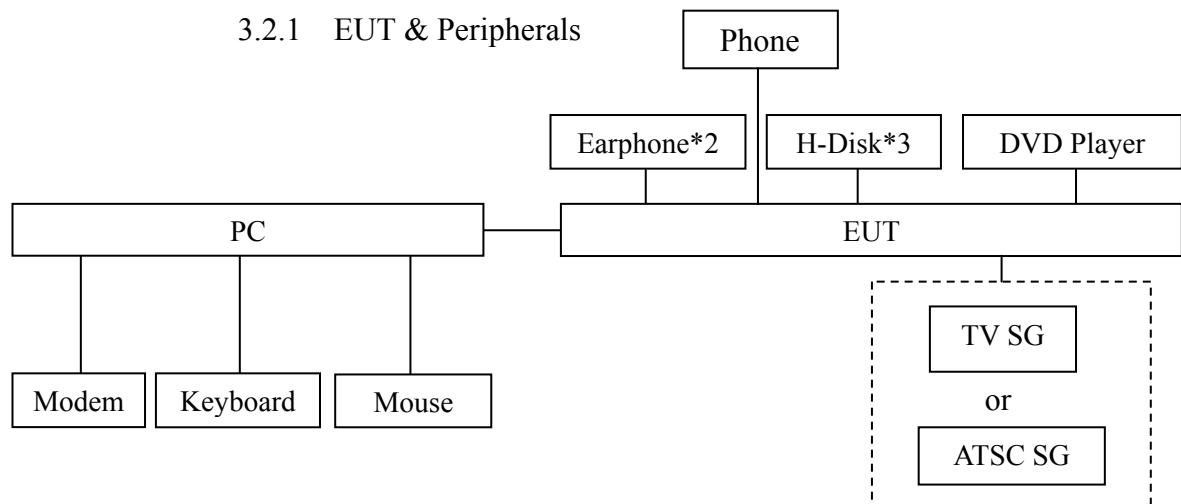 3.2.1 EUT & Peripherals
Phone
Earphone*2
H-Disk*3
DVD Player
PC
EUT
TV SG
Modem
Keyboard
Mouse
or
ATSC SG